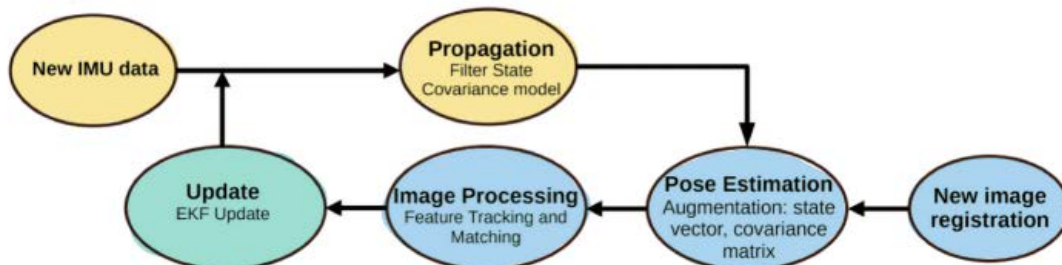 New IMU data
Propagation
Filter State
Covariance model
Update
EKF Update
Image Processing
Feature Tracking and
Matching
Pose Estimation
Augmentation: state
vector, covariance
matrix
New image
registration